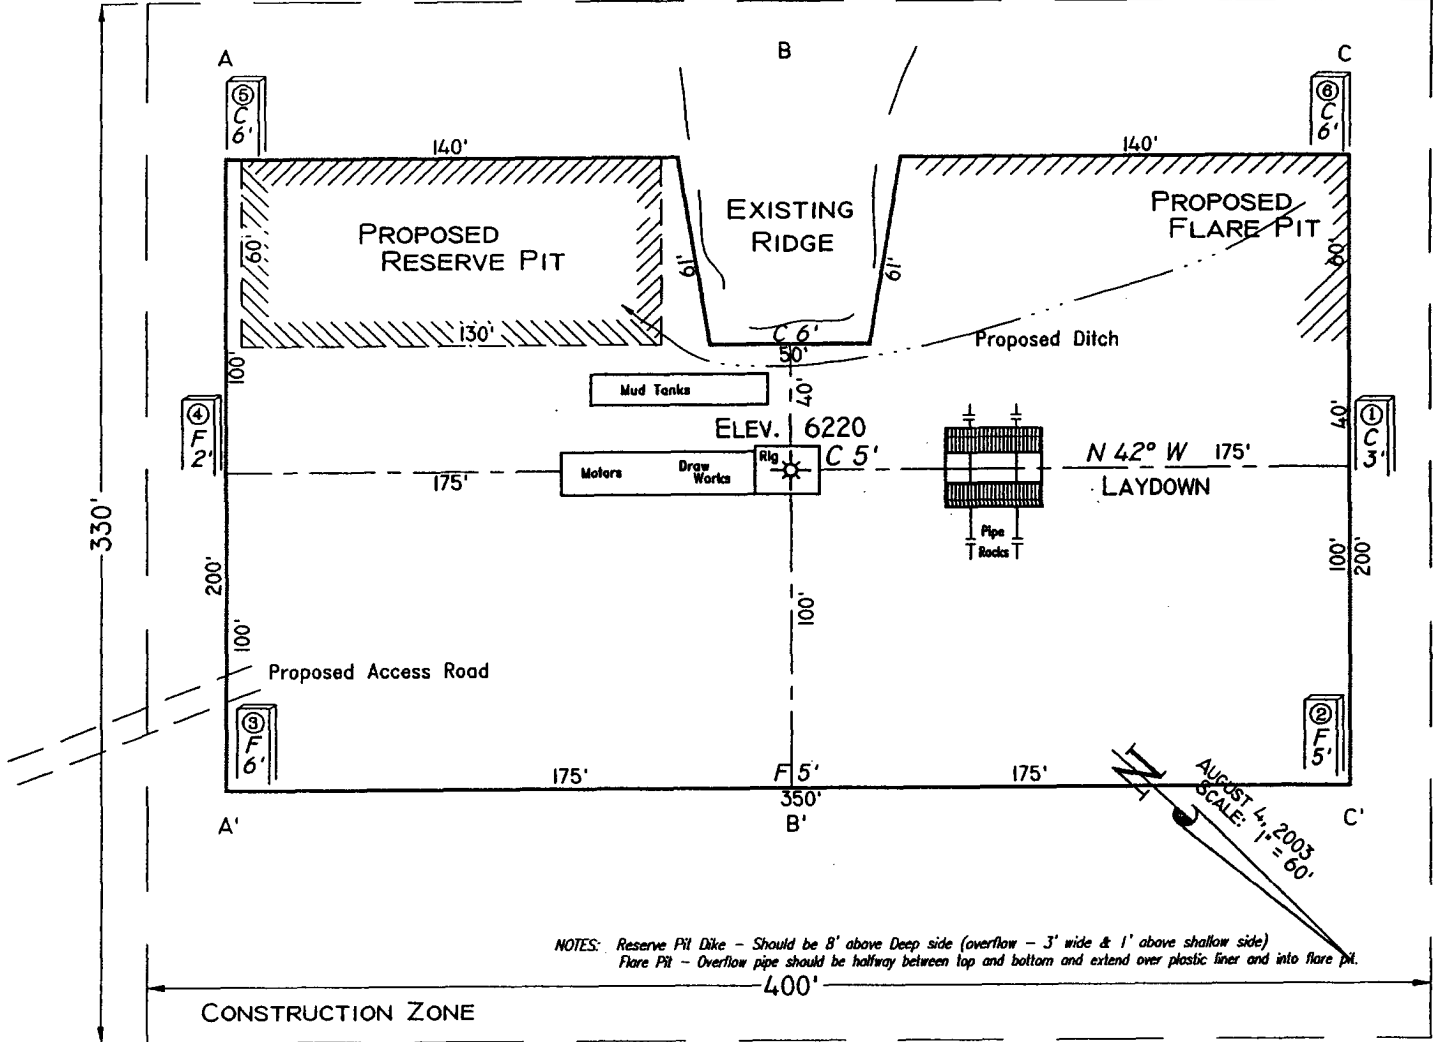 A
B
C
⑤
C
6'
⑥
C
6'
140'
140'
EXISTING
RIDGE
PROPOSED
RESERVE PIT
PROPOSED
FLARE PIT
60'
61'
61'
60'
130'
C 6'
50'
Proposed Ditch
100'
Mud Tanks
40'
40'
④
F
2'
①
C
3'
ELEV. 6220
Rig
C 5'
Motors
Draw
Works
N 42° W
175'
175'
LAYDOWN
Pipe
Racks
330'
200'
100'
100'
100'
200'
Proposed Access Road
③
F
6'
②
F
5'
175'
F 5'
175'
350'
N
AUGUST 4, 2003
SCALE: 1" = 60'
A'
B'
C'
NOTES: Reserve Pit Dike - Should be 8' above Deep side (overflow - 3' wide & 1' above shallow side)
Flare Pit - Overflow pipe should be halfway between top and bottom and extend over plastic liner and into flare pit.
400'
CONSTRUCTION ZONE